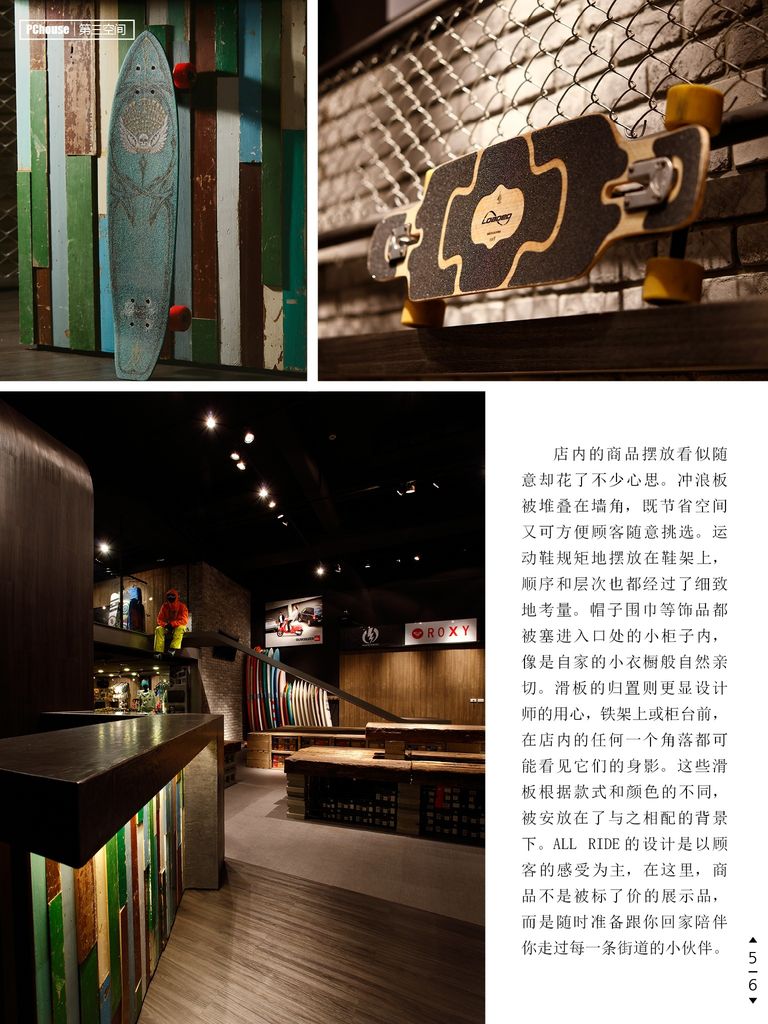 PChouse 第三空间
LOADED
ROXY
店内的商品摆放看似随
意却花了不少心思。冲浪板
被堆叠在墙角，既节省空间
又可方便顾客随意挑选。运
动鞋规矩地摆放在鞋架上，
顺序和层次也都经过了细致
地考量。帽子围巾等饰品都
被塞进入口处的小柜子内，
像是自家的小衣橱般自然亲
切。滑板的归置则更显设计
师的用心，铁架上或柜台前，
在店内的任何一个角落都可
能看见它们的身影。这些滑
板根据款式和颜色的不同，
被安放在了与之相配的背景
下。ALL RIDE 的设计是以顾
客的感受为主，在这里，商
品不是被标了价的展示品，
而是随时准备跟你回家陪伴
你走过每一条街道的小伙伴。
5
6